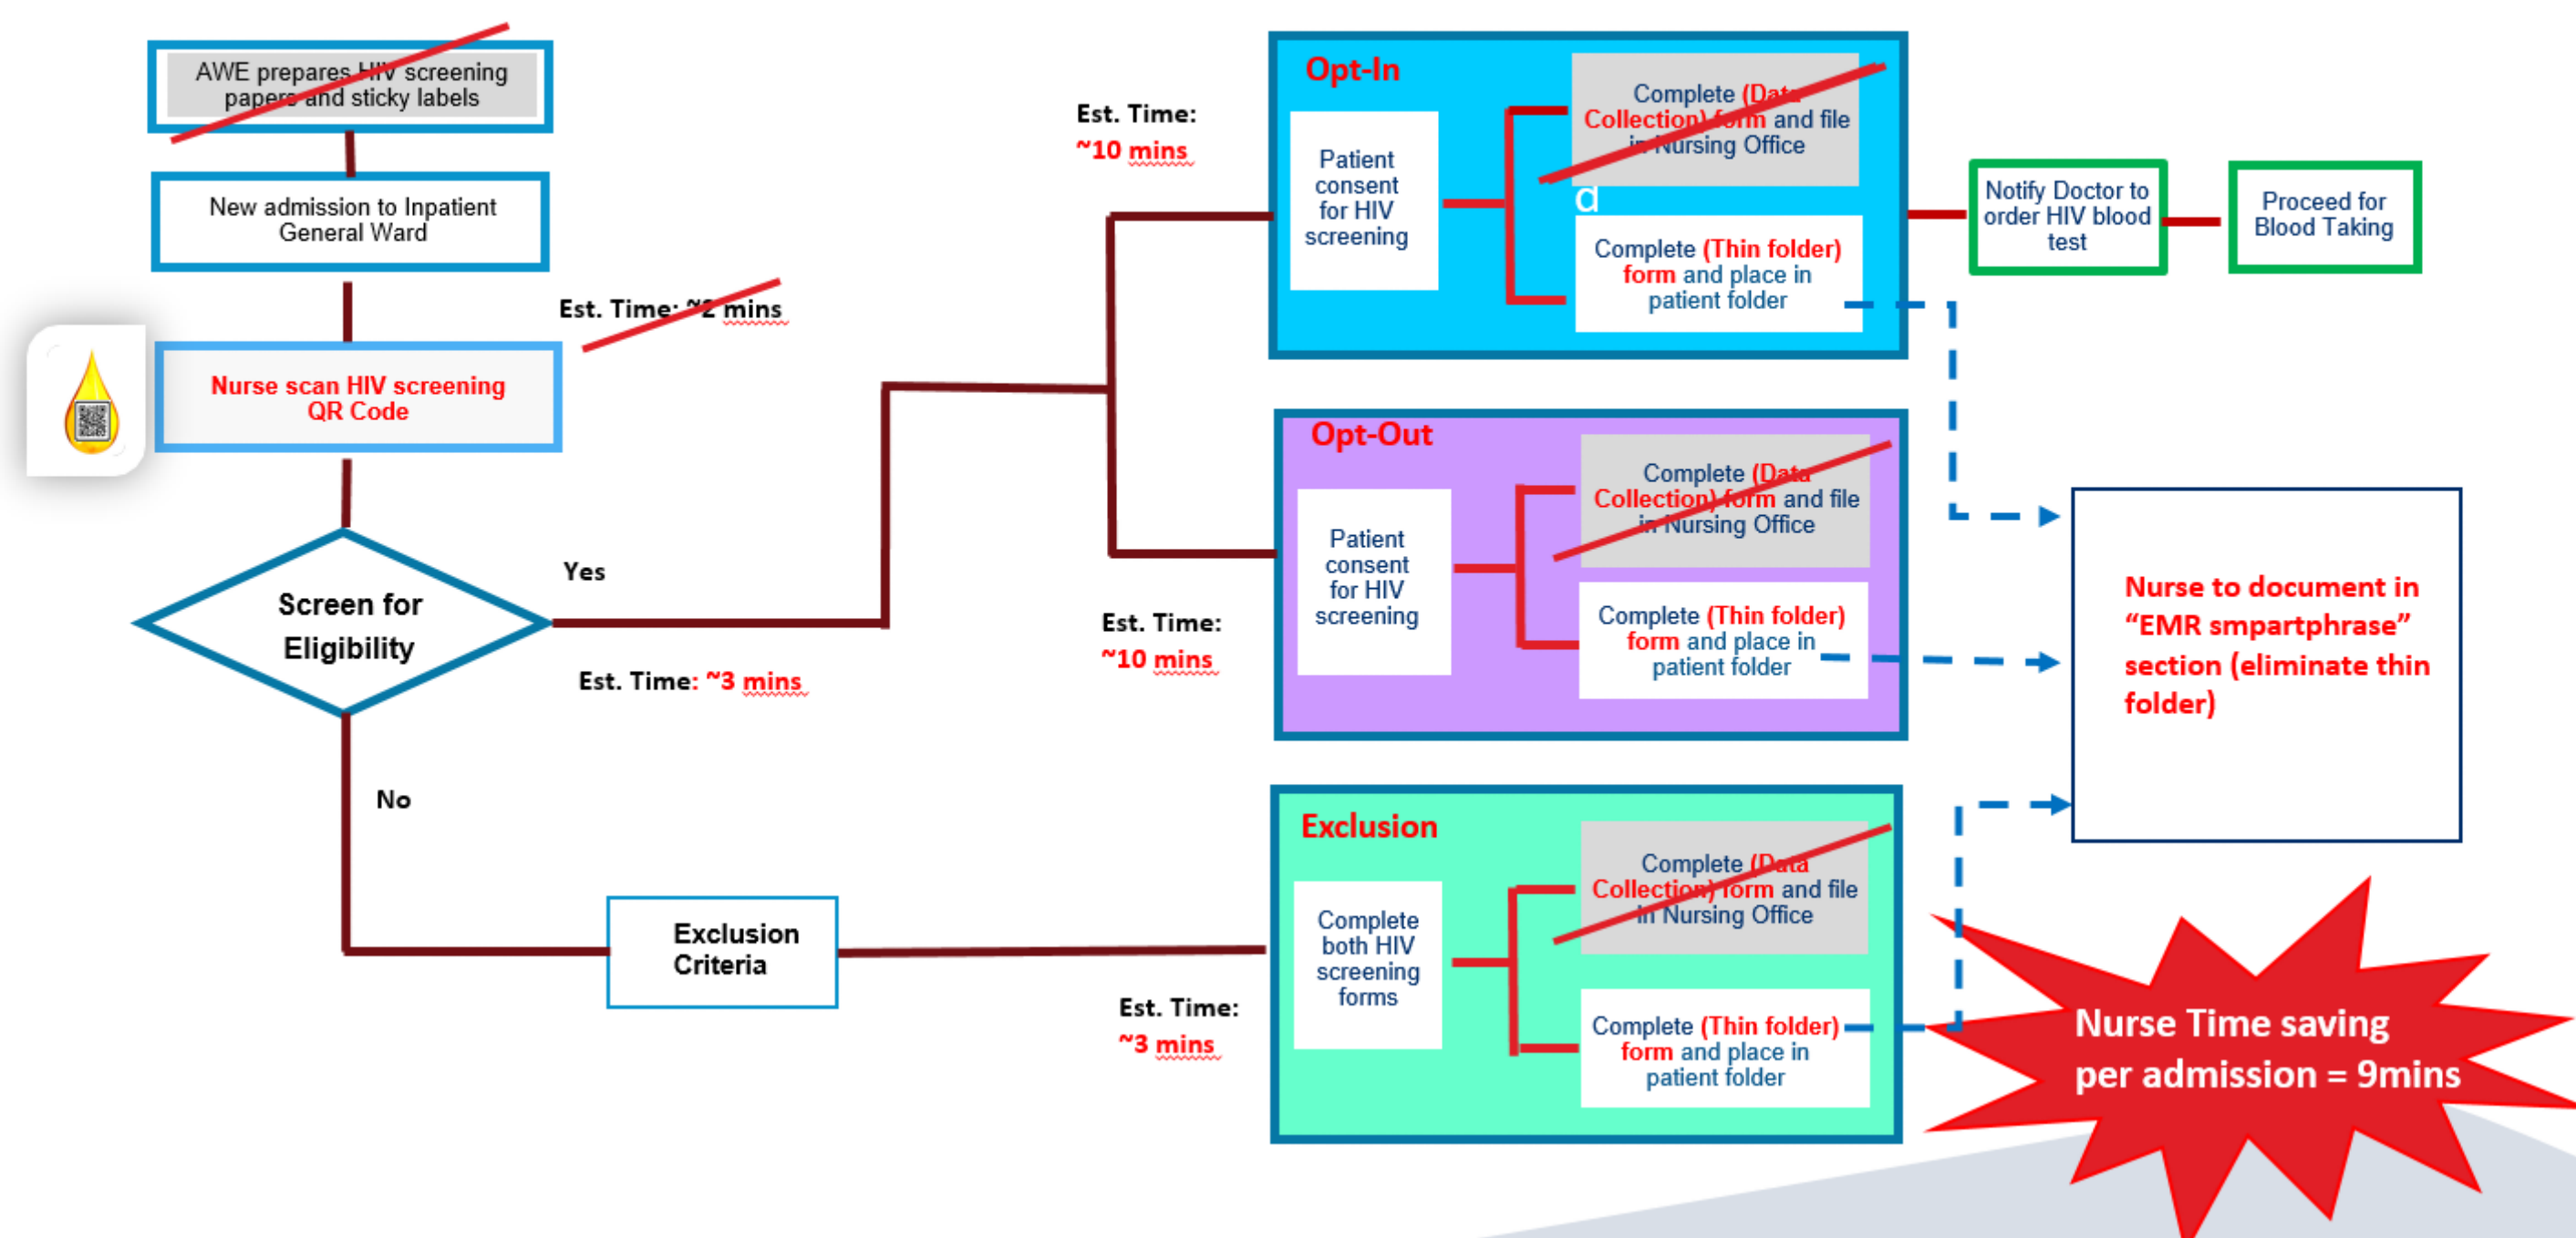 AWE prepares HIV screening
papers and sticky labels
New admission to Inpatient
General Ward
Est. Time: ~2 mins
Nurse scan HIV screening
QR Code
Screen for
Eligibility
Yes
Est. Time: ~3 mins
No
Exclusion
Criteria
Est. Time:
~10 mins
Opt-In
Patient
consent
for HIV
screening
Complete (Data
Collection) form and file
in Nursing Office
d
Complete (Thin folder)
form and place in
patient folder
Notify Doctor to
order HIV blood
test
Proceed for
Blood Taking
Est. Time:
~10 mins
Opt-Out
Patient
consent
for HIV
screening
Complete (Data
Collection) form and file
in Nursing Office
Complete (Thin folder)
form and place in
patient folder
Est. Time:
~3 mins
Exclusion
Complete
both HIV
screening
forms
Complete (Data
Collection) form and file
in Nursing Office
Complete (Thin folder)
form and place in
patient folder
Nurse to document in
“EMR smpartphrase”
section (eliminate thin
folder)
Nurse Time saving
per admission = 9mins